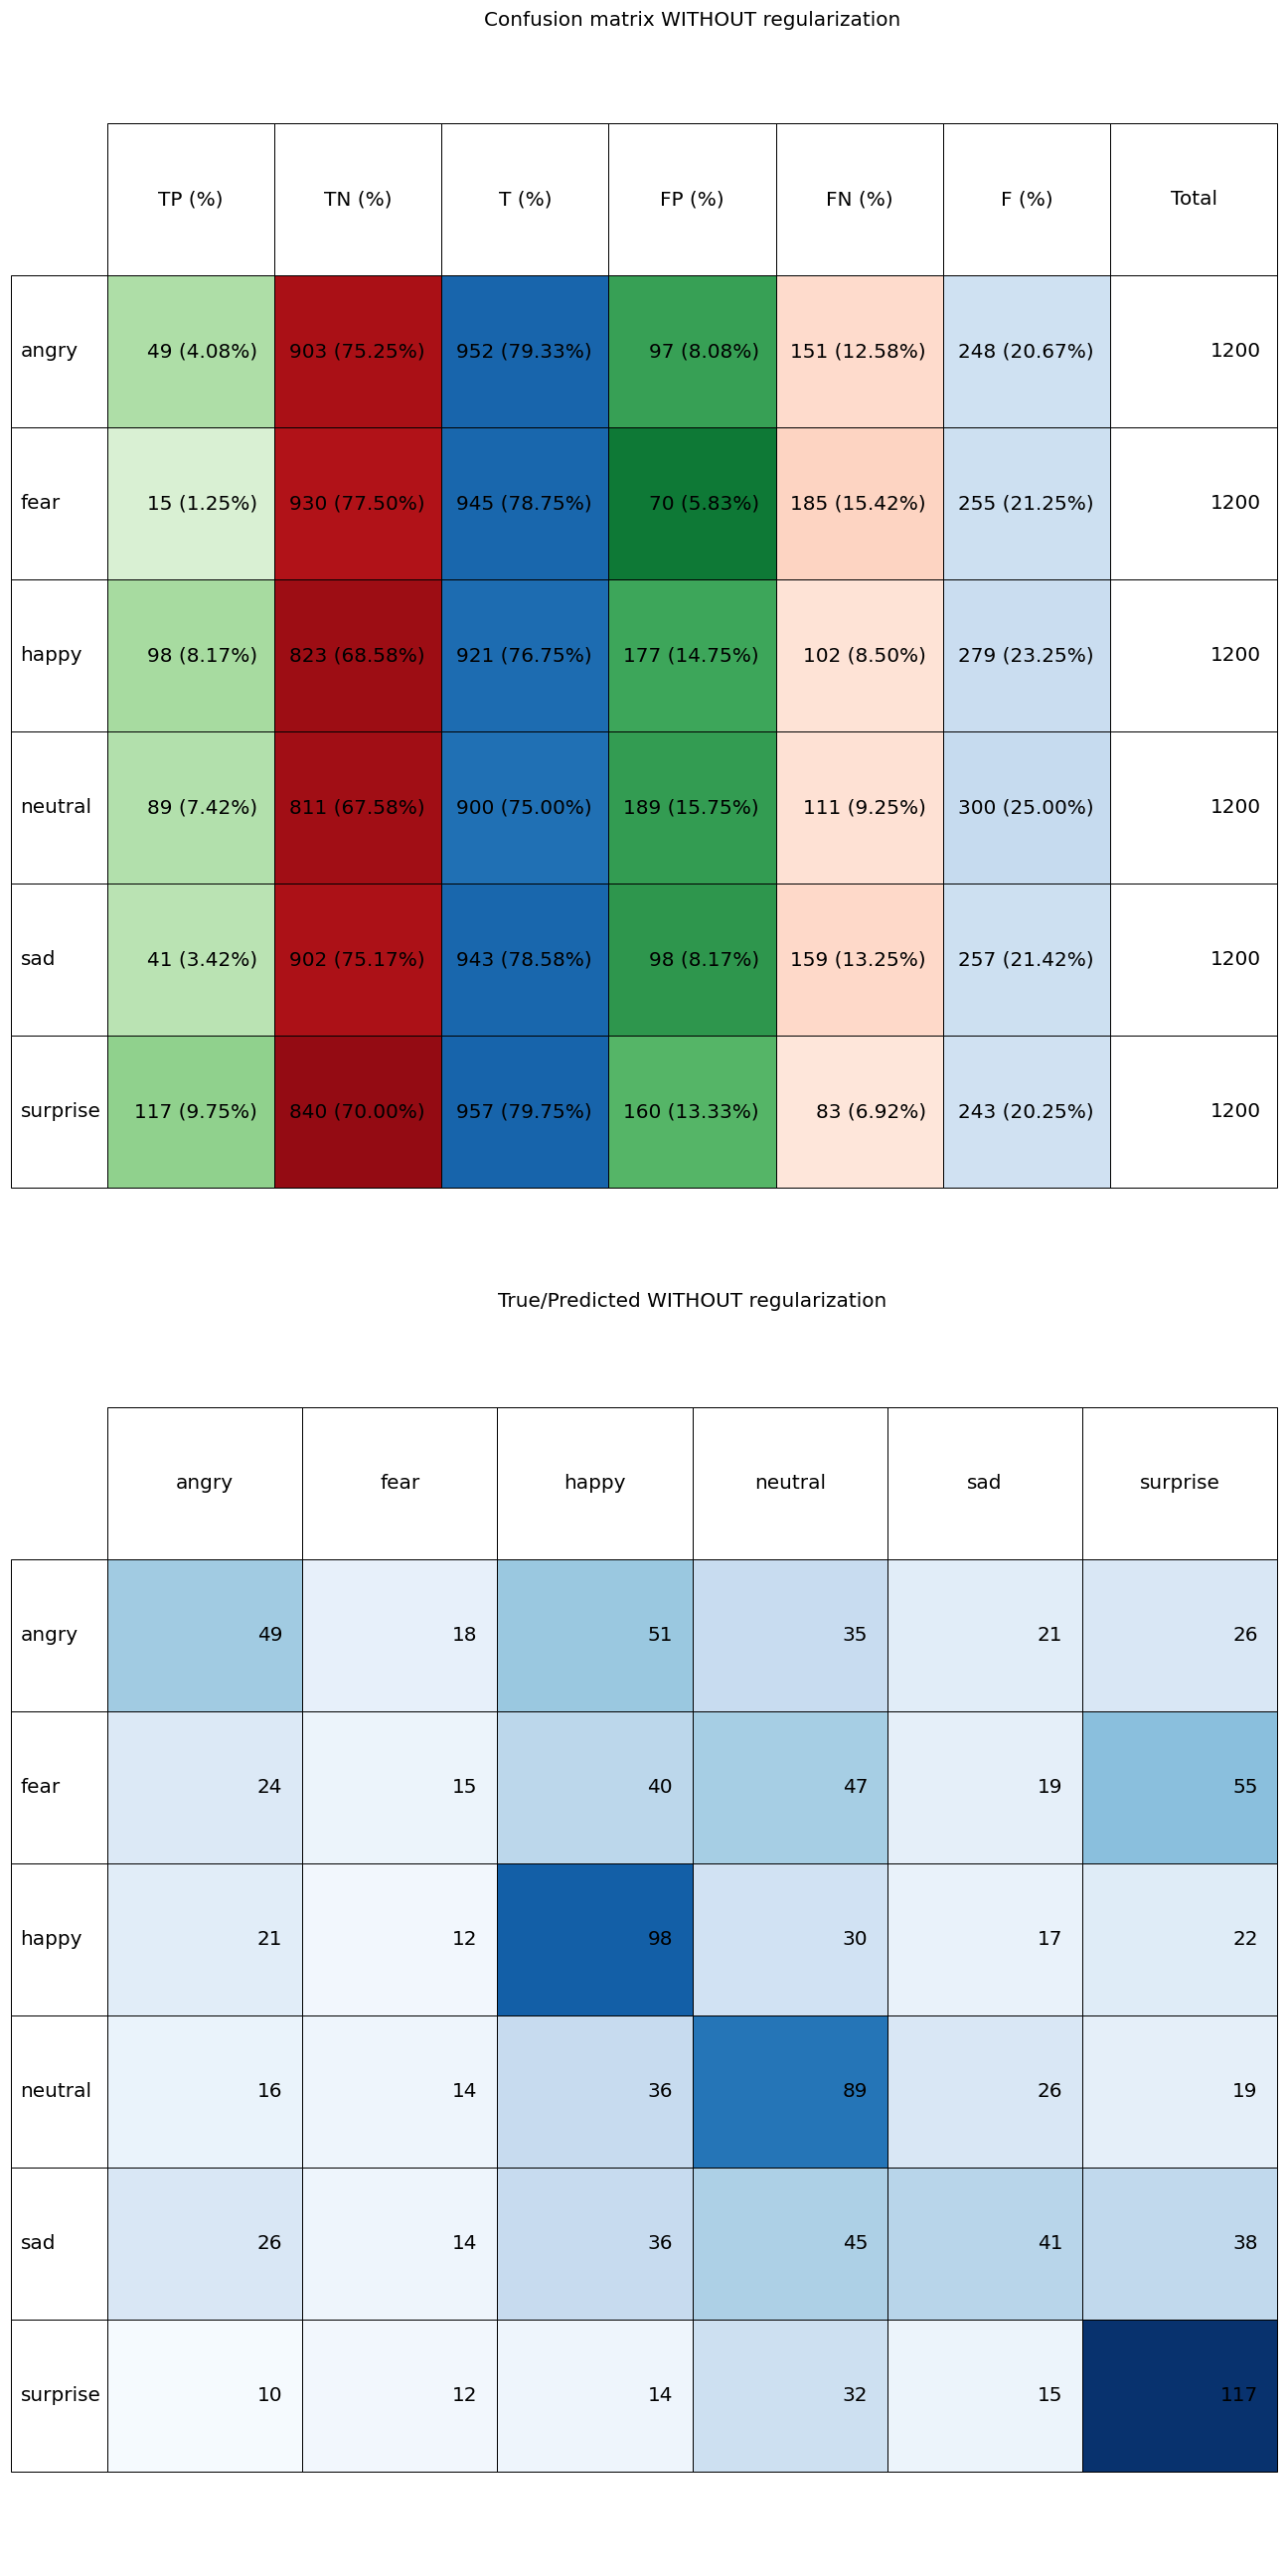 Confusion matrix WITHOUT regularization
TP (%) TN (%) T (%) FP (%) FN (%) F (%) Total
angry 49 (4.08%) 903 (75.25%) 952 (79.33%) 97 (8.08%) 151 (12.58%) 248 (20.67%) 1200
fear 15 (1.25%) 930 (77.50%) 945 (78.75%) 70 (5.83%) 185 (15.42%) 255 (21.25%) 1200
happy 98 (8.17%) 823 (68.58%) 921 (76.75%) 177 (14.75%) 102 (8.50%) 279 (23.25%) 1200
neutral 89 (7.42%) 811 (67.58%) 900 (75.00%) 189 (15.75%) 111 (9.25%) 300 (25.00%) 1200
sad 41 (3.42%) 902 (75.17%) 943 (78.58%) 98 (8.17%) 159 (13.25%) 257 (21.42%) 1200
surprise 117 (9.75%) 840 (70.00%) 957 (79.75%) 160 (13.33%) 83 (6.92%) 243 (20.25%) 1200
True/Predicted WITHOUT regularization
angry fear happy neutral sad surprise
angry 49 18 51 35 21 26
fear 24 15 40 47 19 55
happy 21 12 98 30 17 22
neutral 16 14 36 89 26 19
sad 26 14 36 45 41 38
surprise 10 12 14 32 15 117